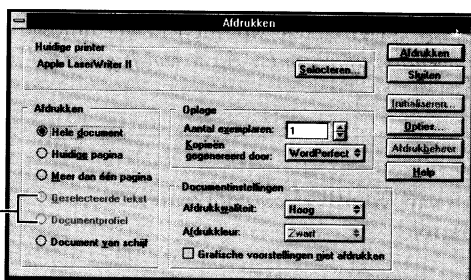 Afdrukken
Huidige printer
Apple LaserWriter II
Selecteren...
Afdrukken
Sluiten
Initialiseren...
Opties...
Afdrukbeheer
Help
Afdrukken
Hele document
Huidige pagina
Meer dan één pagina
Geselecteerde tekst
Documentprofiel
Document van schijf
Oplage
Aantal exemplaren: 1
Kopieën
gegenereerd door: WordPerfect
Documentinstellingen
Afdrukkwaliteit: Hoog
Afdrukkleur: Zwart
Grafische voorstellingen niet afdrukken